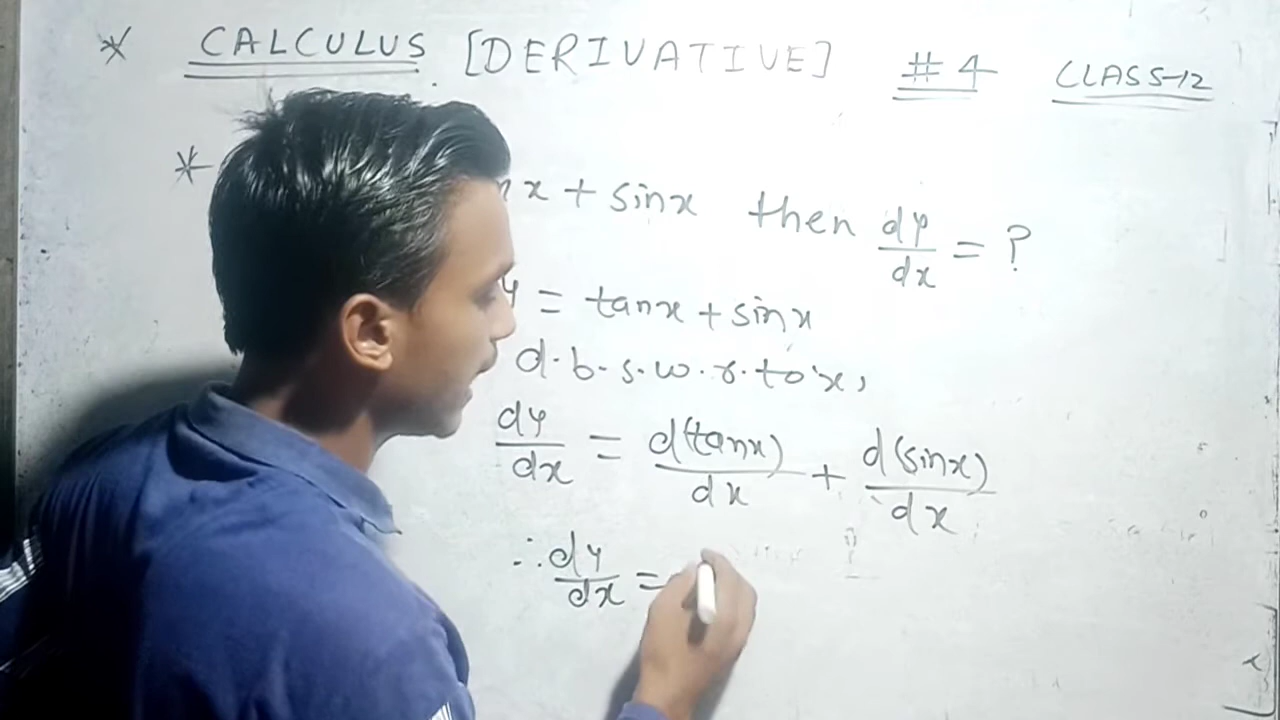 * CALCULUS [DERIVATIVE] #4 CLASS-12
* x + sinx then dy/dx = ?
y = tanx + sinx
d.b.s.w.r.to 'x,
dy/dx = d(tanx)/dx + d(sinx)/dx
∴ dy/dx =